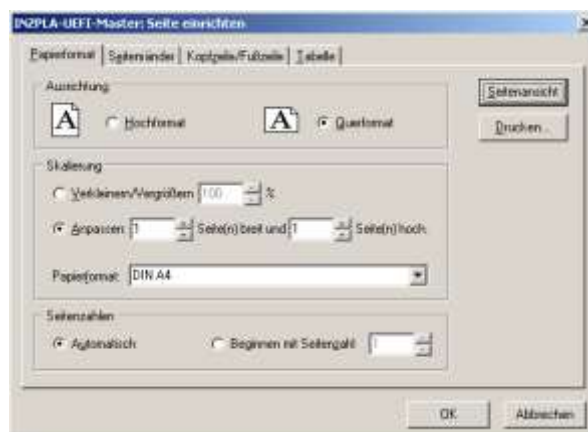 IN2PLA-UEFI-Master: Seite einrichten
Papierformat Seitenränder Kopfzeile/Fußzeile Tabelle
Ausrichtung
A Hochformat A Querformat
Seitenansicht
Drucken...
Skalierung
Verkleinern/Vergrößern 100 %
Anpassen: 1 Seite(n) breit und 1 Seite(n) hoch.
Papierformat: DIN A4
Seitenzahlen
Automatisch Beginnen mit Seitenzahl 1
OK Abbrechen